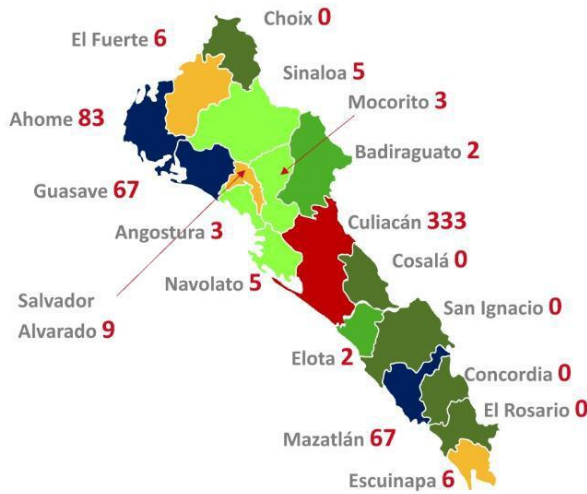 Choix 0
El Fuerte 6
Sinaloa 5
Mocorito 3
Ahome 83
Badiraguato 2
Guasave 67
Culiacán 333
Angostura 3
Cosalá 0
Navolato 5
Salvador
Alvarado 9
San Ignacio 0
Elota 2
Concordia 0
El Rosario 0
Mazatlán 67
Escuinapa 6